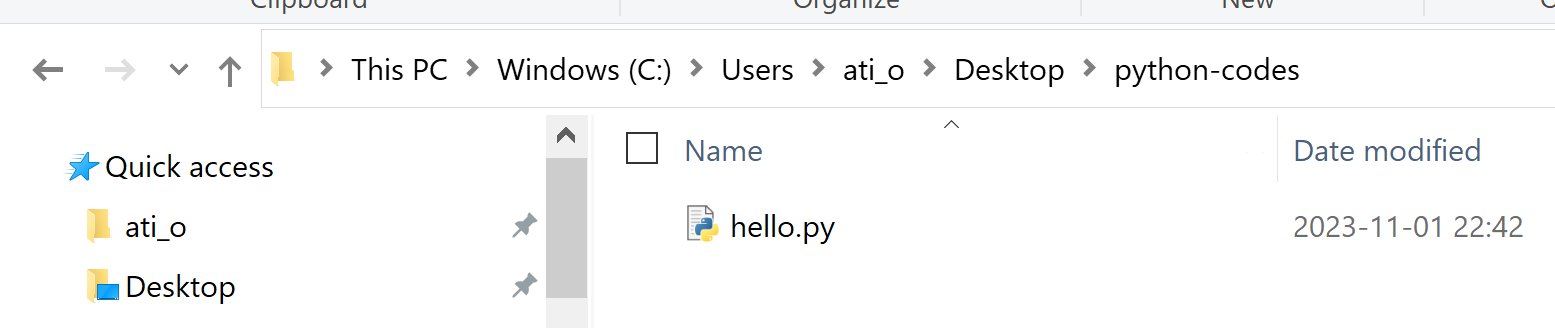 Clipboard Organize New
This PC Windows (C:) Users ati_o Desktop python-codes
Name Date modified
Quick access
hello.py 2023-11-01 22:42
ati_o
Desktop